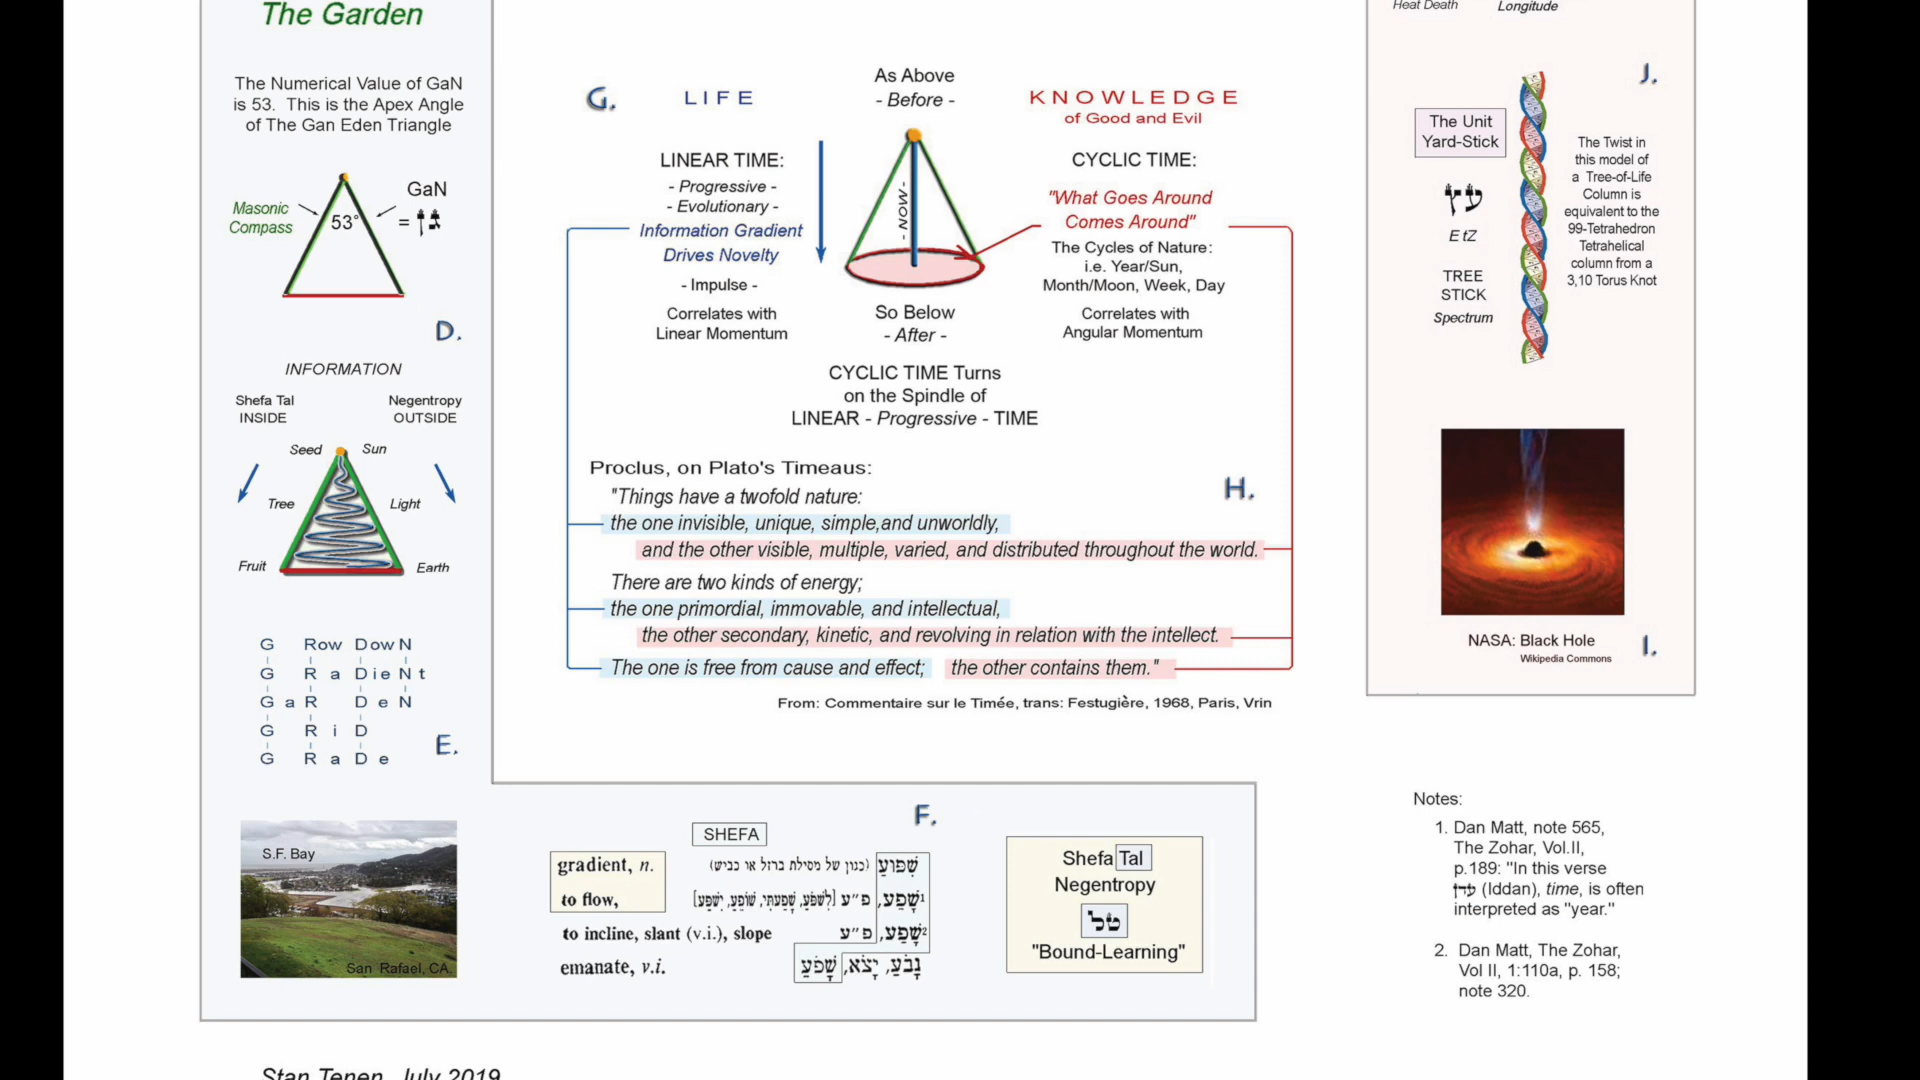 The Garden
The Numerical Value of GaN
is 53. This is the Apex Angle
of The Gan Eden Triangle
Masonic
Compass
53°
GaN
= גן
D.
INFORMATION
Shefa Tal
INSIDE
Negentropy
OUTSIDE
Seed
Sun
Tree
Light
Fruit
Earth
G Row DowN
G R a DieNt
G a R D e N
G R i D
G R a D e
E.
S.F. Bay
San Rafael, CA.
G.
LIFE
LINEAR TIME:
- Progressive -
- Evolutionary -
Information Gradient
Drives Novelty
- Impulse -
Correlates with
Linear Momentum
As Above
- Before -
- NOW -
So Below
- After -
KNOWLEDGE
of Good and Evil
CYCLIC TIME:
"What Goes Around
Comes Around"
The Cycles of Nature:
i.e. Year/Sun,
Month/Moon, Week, Day
Correlates with
Angular Momentum
CYCLIC TIME Turns
on the Spindle of
LINEAR - Progressive - TIME
H.
Proclus, on Plato's Timeaus:
"Things have a twofold nature:
the one invisible, unique, simple,and unworldly,
and the other visible, multiple, varied, and distributed throughout the world.
There are two kinds of energy;
the one primordial, immovable, and intellectual,
the other secondary, kinetic, and revolving in relation with the intellect.
The one is free from cause and effect; the other contains them."
From: Commentaire sur le Timée, trans: Festugière, 1968, Paris, Vrin
F.
SHEFA
gradient, n.
שִׁפּוּעַ (כגון של מסילת ברזל או כביש)
to flow,
שָׁפַע¹, פ״ע [לִשְׁפֹּעַ, שָׁפַעְתִּי, שׁוֹפֵעַ, יִשְׁפַּע]
to incline, slant (v.i.), slope
שָׁפַע², פ״ע
emanate, v.i.
נָבַע, יָצָא, שָׁפַע
Shefa Tal
Negentropy
טל
"Bound-Learning"
Heat Death
Longitude
J.
The Unit
Yard-Stick
עץ
E tZ
TREE
STICK
Spectrum
The Twist in
this model of
a Tree-of-Life
Column is
equivalent to the
99-Tetrahedron
Tetrahelical
column from a
3,10 Torus Knot
NASA: Black Hole
Wikipedia Commons
I.
Notes:
1. Dan Matt, note 565,
The Zohar, Vol.II,
p.189: "In this verse
עדן (Iddan), time, is often
interpreted as "year."
2. Dan Matt, The Zohar,
Vol II, 1:110a, p. 158;
note 320.
Stan Tenen, July 2019